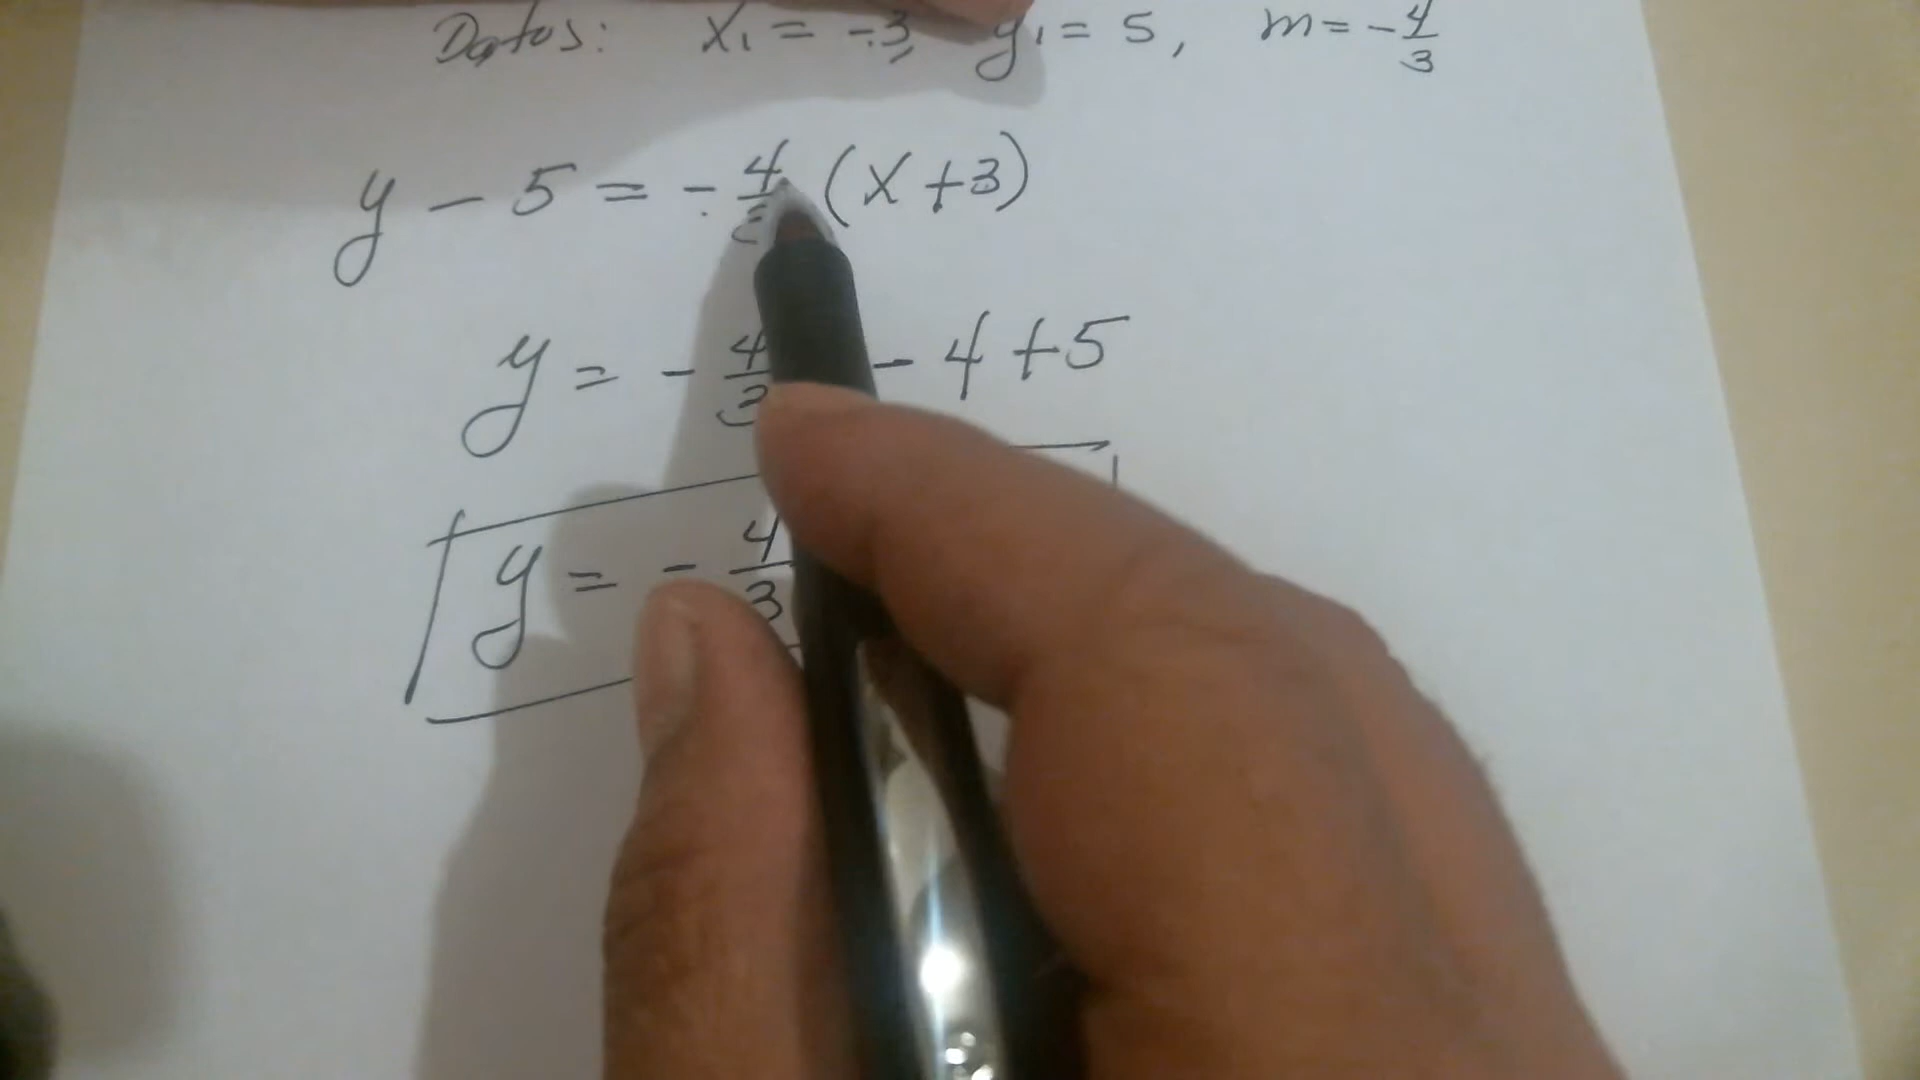 Datos: x₁ = -3 y₁ = 5, m = -4/3
y - 5 = -4/3 (x + 3)
y = -4/3 - 4 + 5
y = -4/3